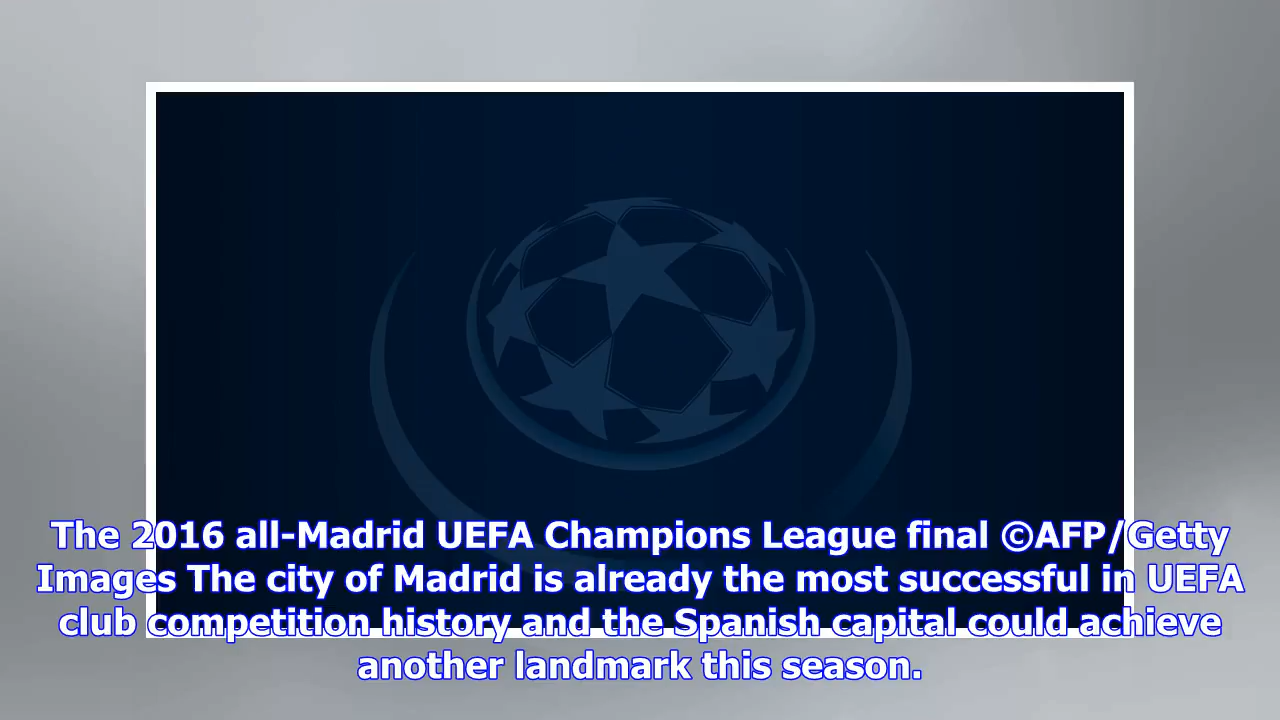 The 2016 all-Madrid UEFA Champions League final ©AFP/Getty
Images The city of Madrid is already the most successful in UEFA
club competition history and the Spanish capital could achieve
another landmark this season.